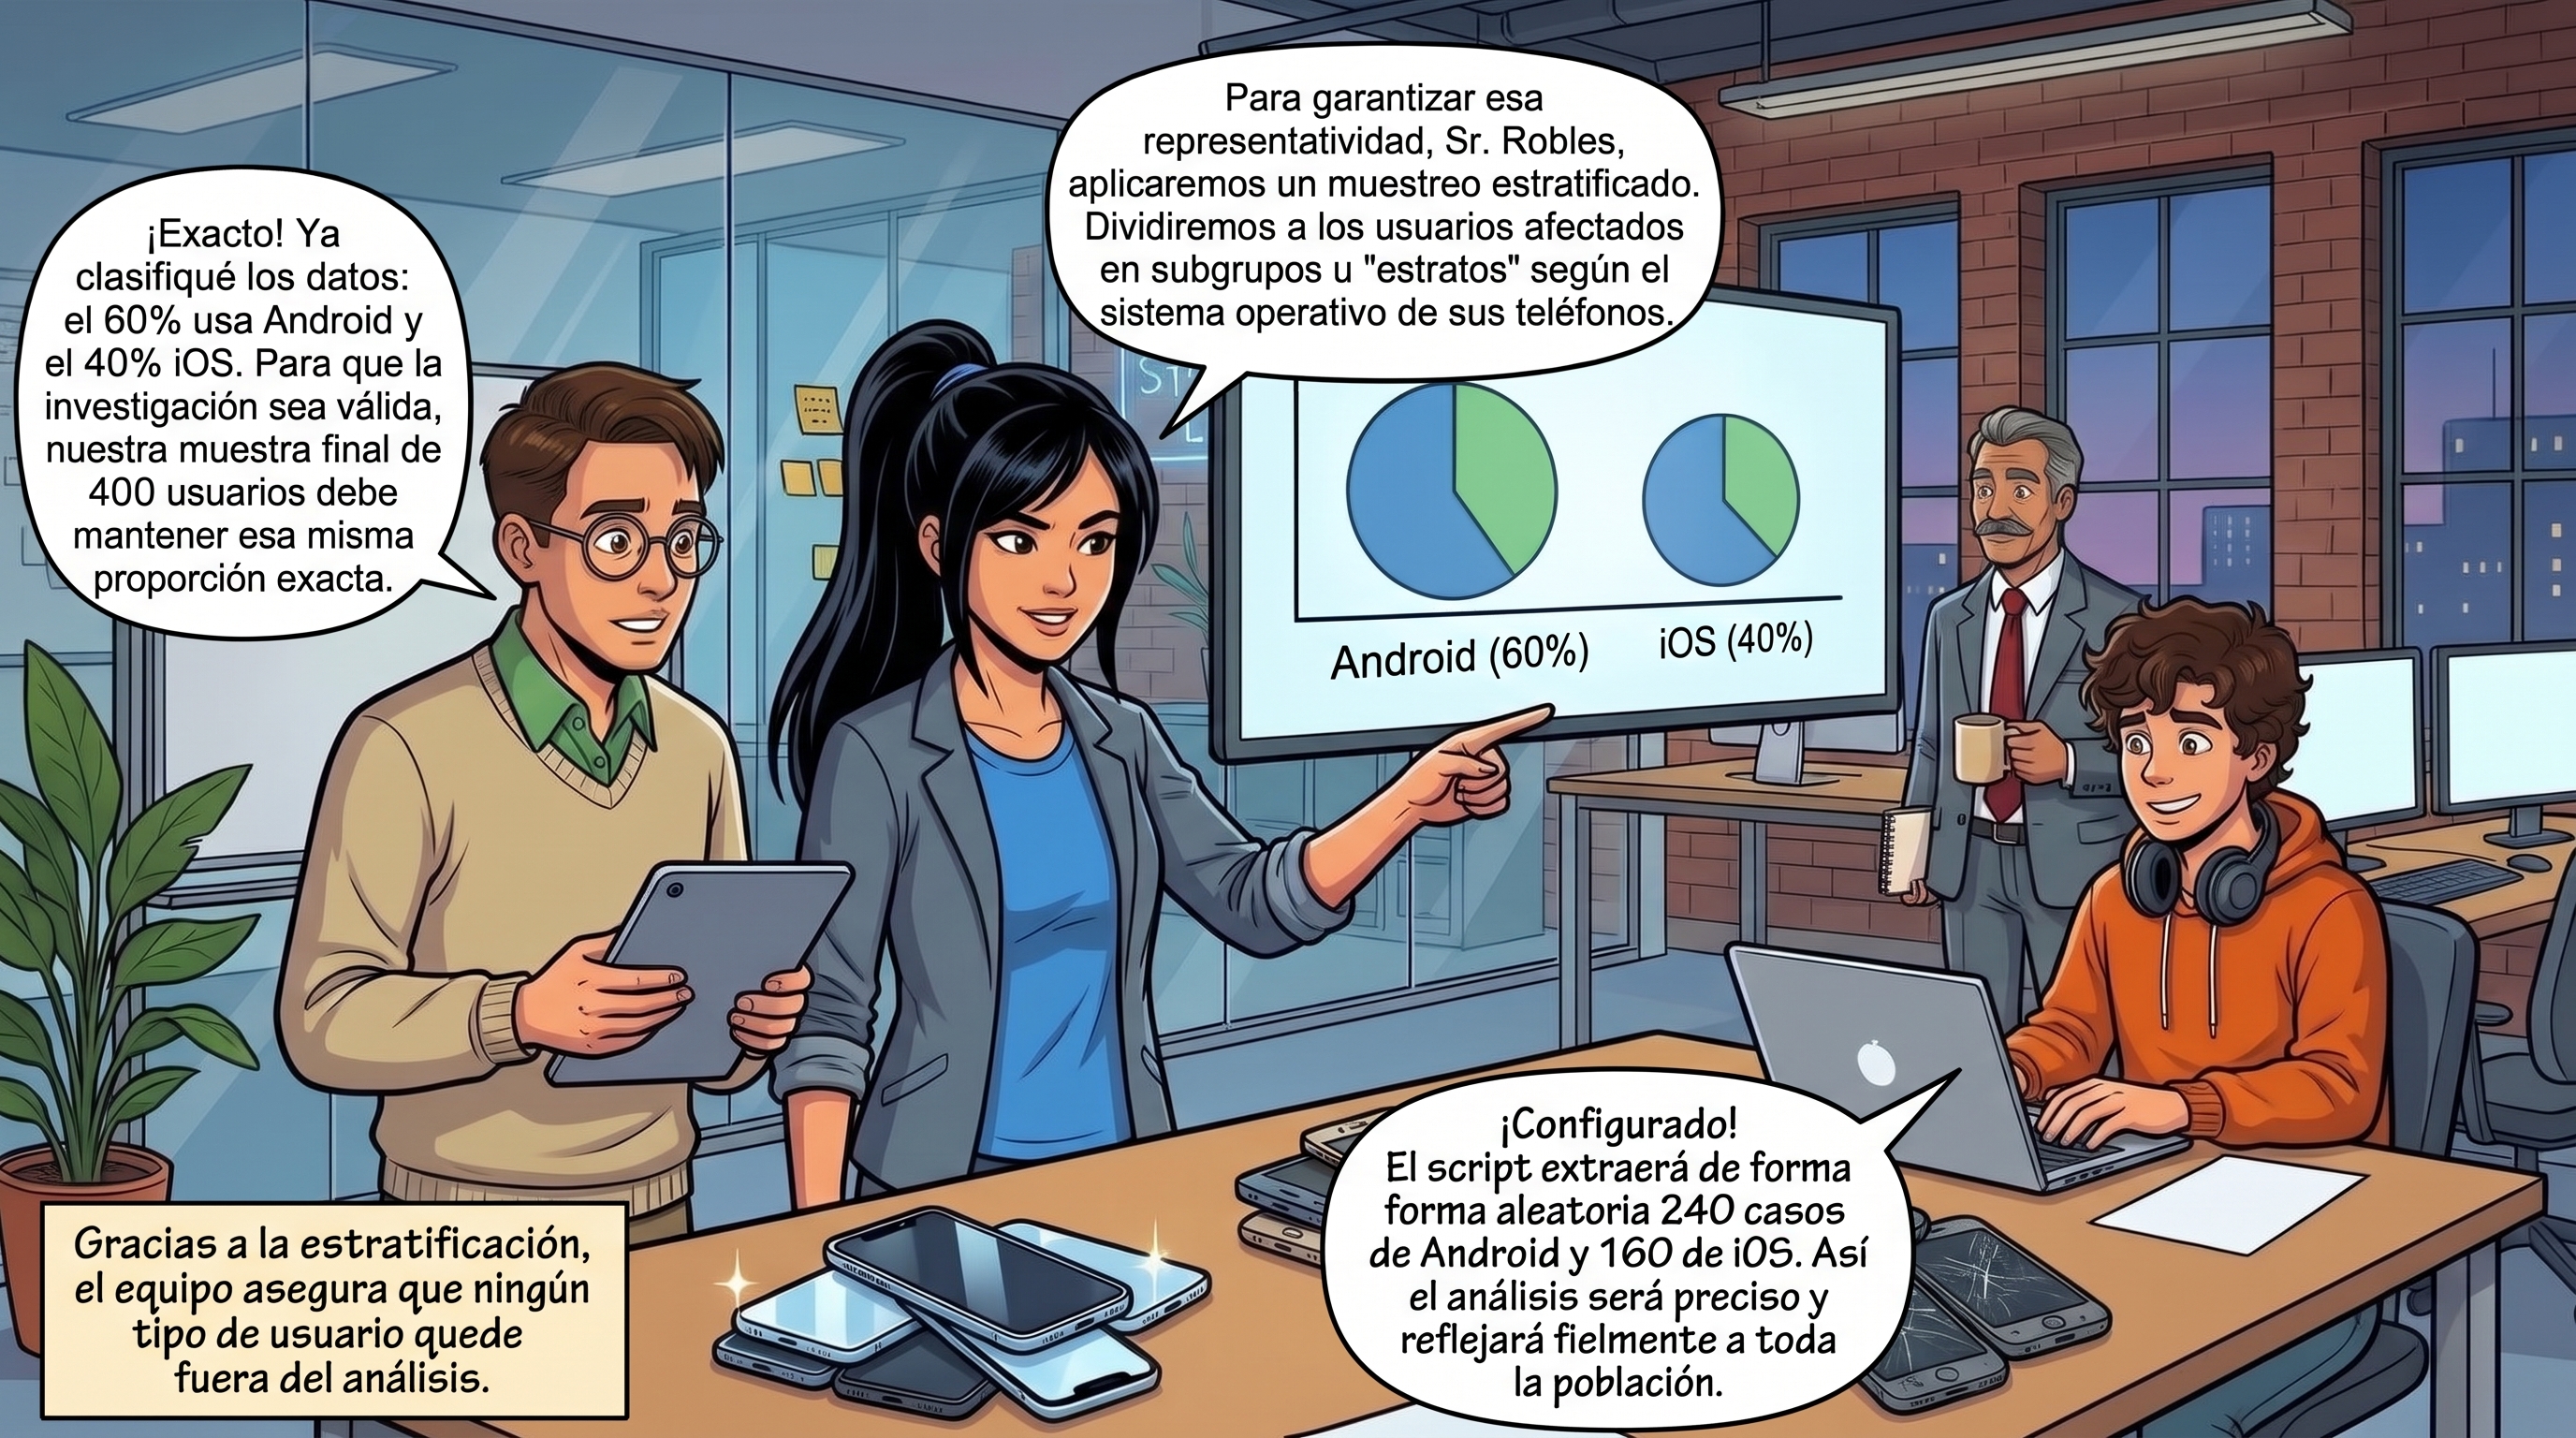 ¡Exacto! Ya
clasifiqué los datos:
el 60% usa Android y
el 40% iOS. Para que la
investigación sea válida,
nuestra muestra final de
400 usuarios debe
mantener esa misma
proporción exacta.
Para garantizar esa
representatividad, Sr. Robles,
aplicaremos un muestreo estratificado.
Dividiremos a los usuarios afectados
en subgrupos u "estratos" según el
sistema operativo de sus teléfonos.
Android (60%)
iOS (40%)
¡Configurado!
El script extraerá de forma
forma aleatoria 240 casos
de Android y 160 de iOS. Así
el análisis será preciso y
reflejará fielmente a toda
la población.
Gracias a la estratificación,
el equipo asegura que ningún
tipo de usuario quede
fuera del análisis.